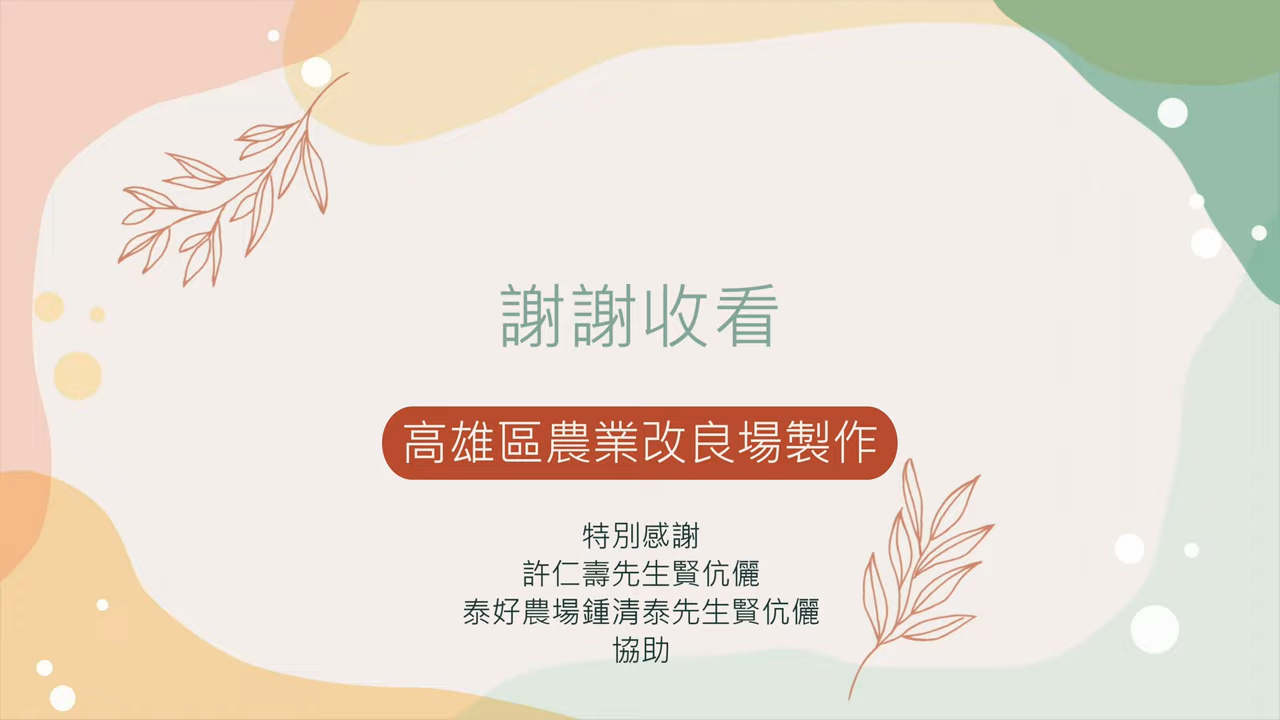 謝謝收看
高雄區農業改良場製作
特別感謝
許仁壽先生賢伉儷
泰好農場鍾清泰先生賢伉儷
協助